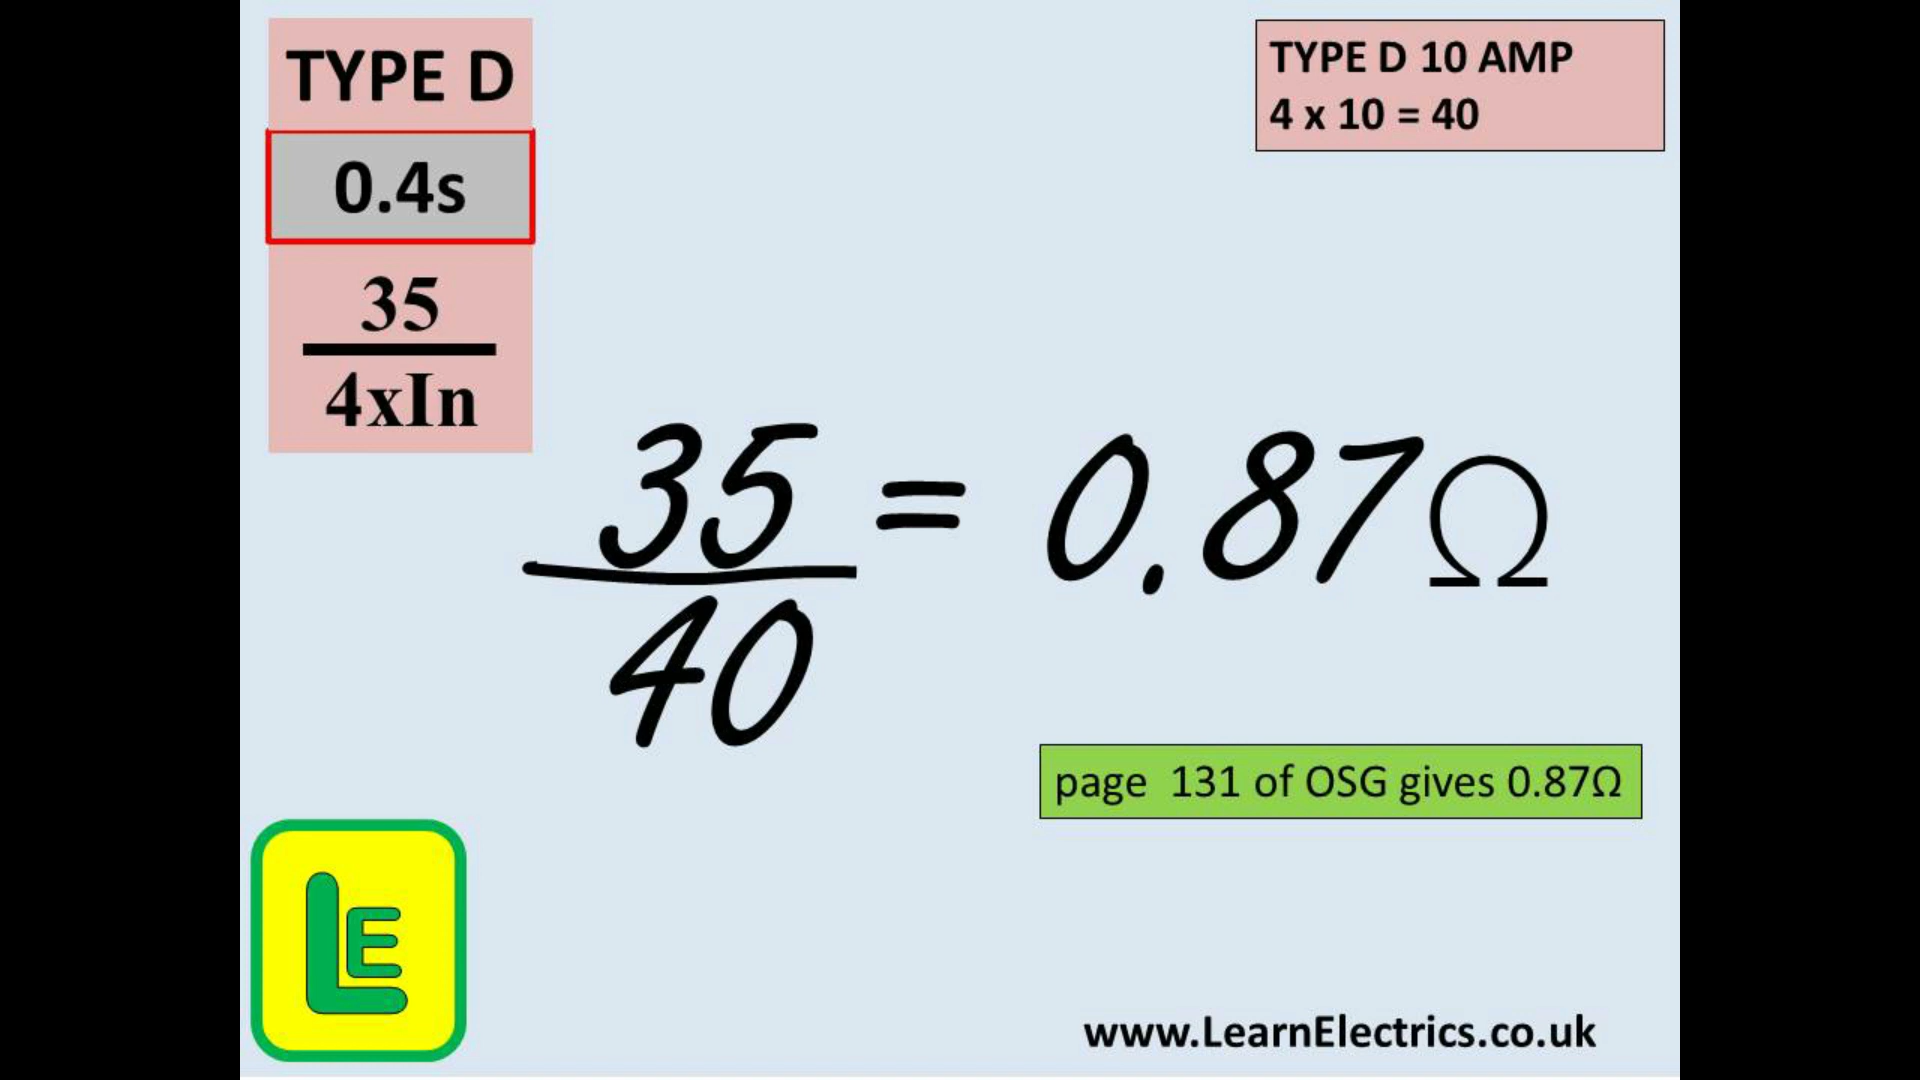 TYPE D
0.4s
35
4xIn
TYPE D 10 AMP
4 x 10 = 40
35 = 0.87Ω
40
page 131 of OSG gives 0.87Ω
LE
www.LearnElectrics.co.uk